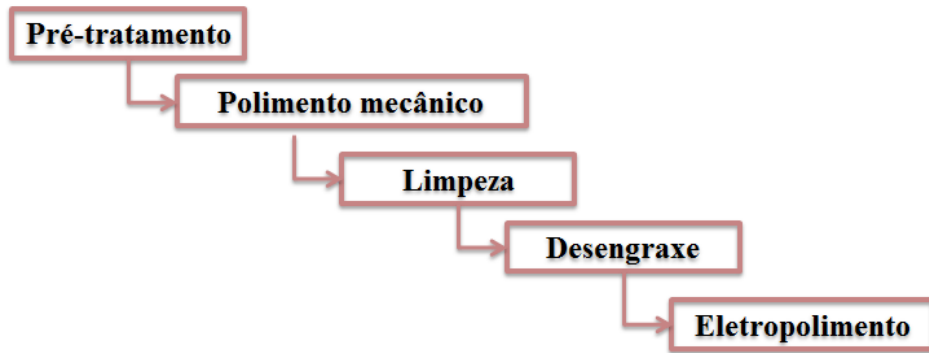 Pré-tratamento
Polimento mecânico
Limpeza
Desengraxe
Eletropolimento